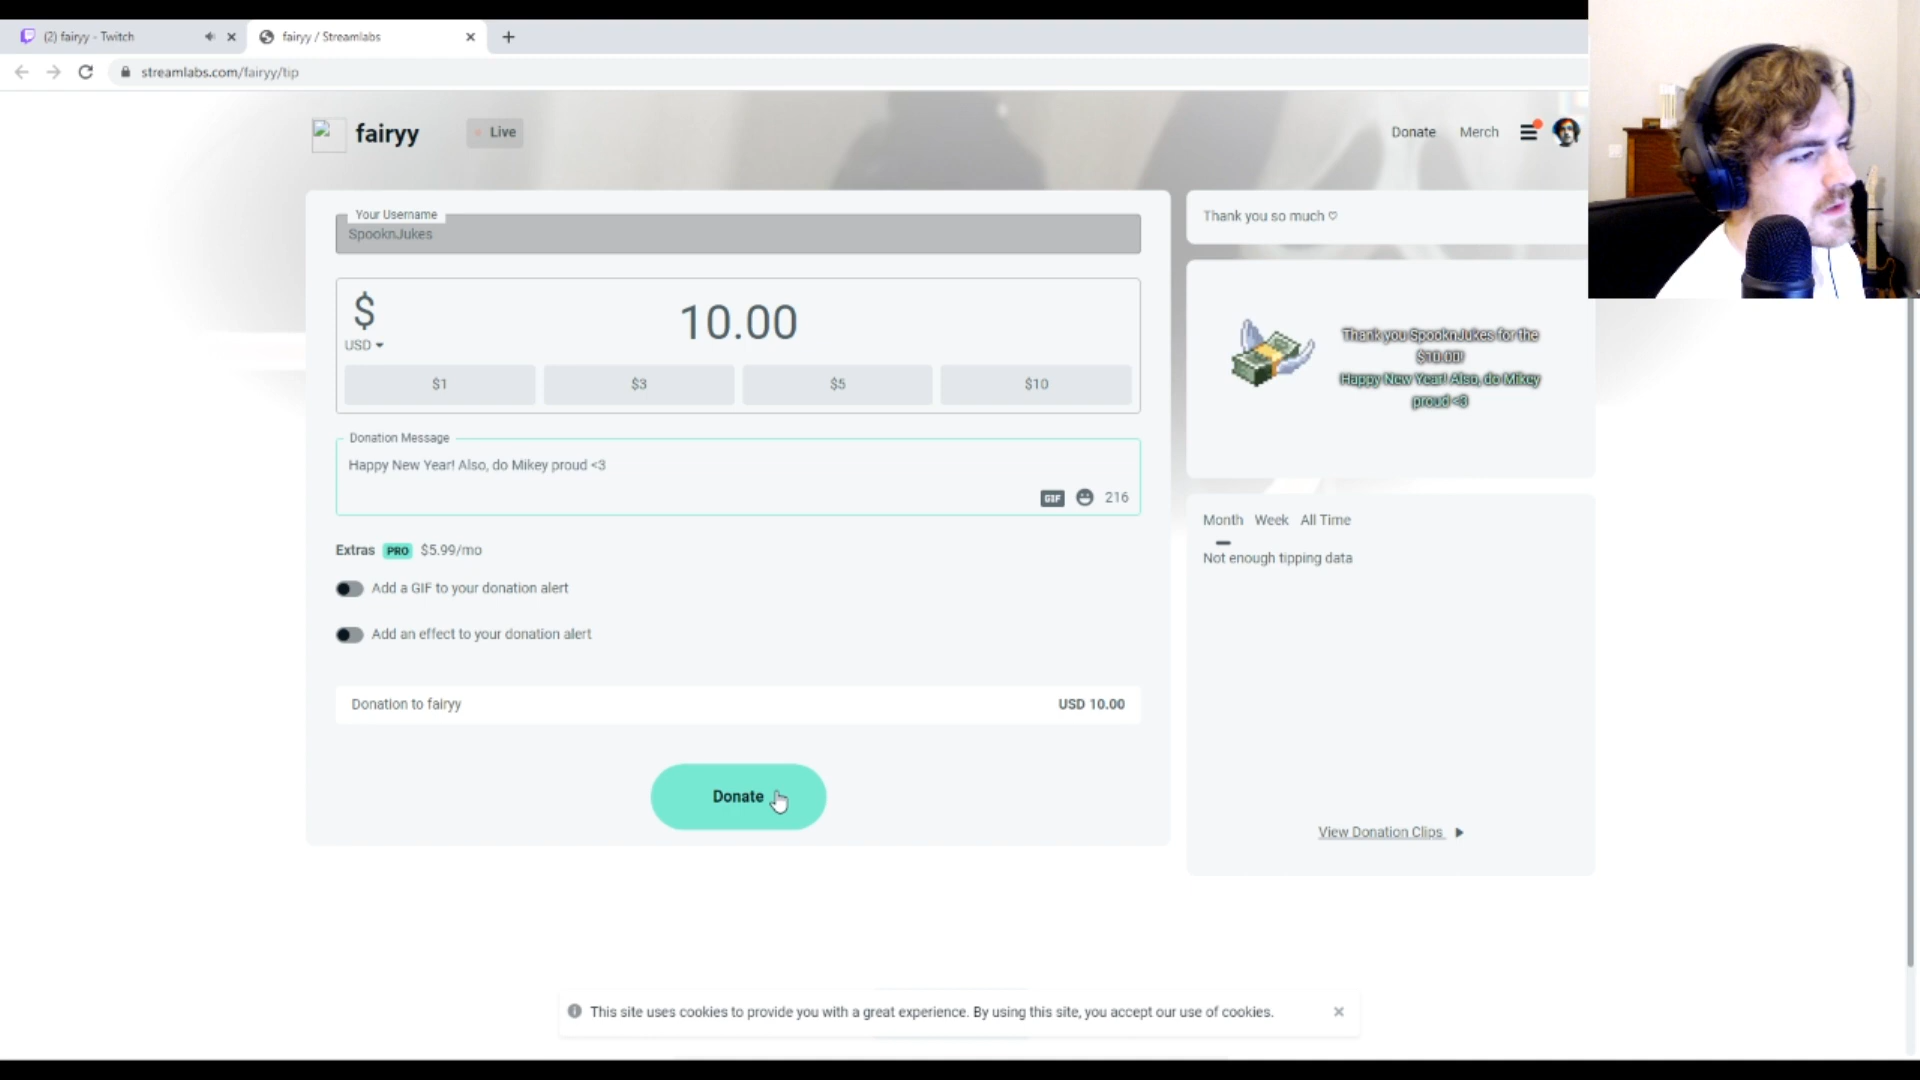 (2) fairyy - Twitch
fairyy / Streamlabs
streamlabs.com/fairyy/tip
fairyy
Live
Donate
Merch
Your Username
SpooknJukes
$
USD
10.00
$1
$3
$5
$10
Donation Message
Happy New Year! Also, do Mikey proud <3
GIF
216
Extras PRO $5.99/mo
Add a GIF to your donation alert
Add an effect to your donation alert
Donation to fairyy
USD 10.00
Donate
Thank you so much ♡
Thank you SpooknJukes for the
$10.00!
Happy New Year! Also, do Mikey
proud <3
Month Week All Time
Not enough tipping data
View Donation Clips
This site uses cookies to provide you with a great experience. By using this site, you accept our use of cookies.